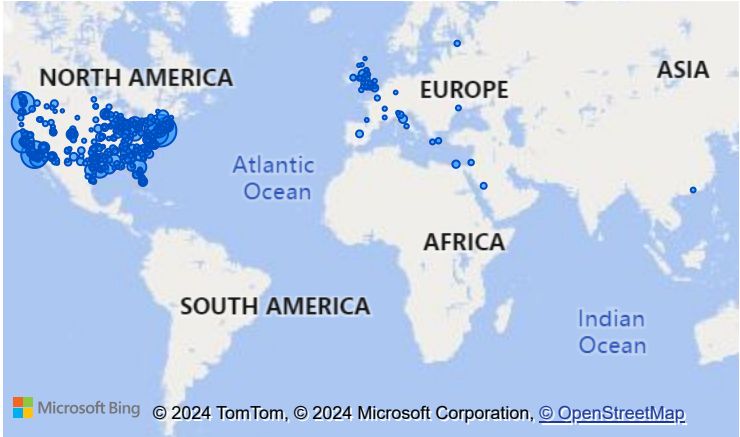 NORTH AMERICA
EUROPE
ASIA
Atlantic
Ocean
AFRICA
SOUTH AMERICA
Indian
Ocean
Microsoft Bing
© 2024 TomTom, © 2024 Microsoft Corporation, © OpenStreetMap